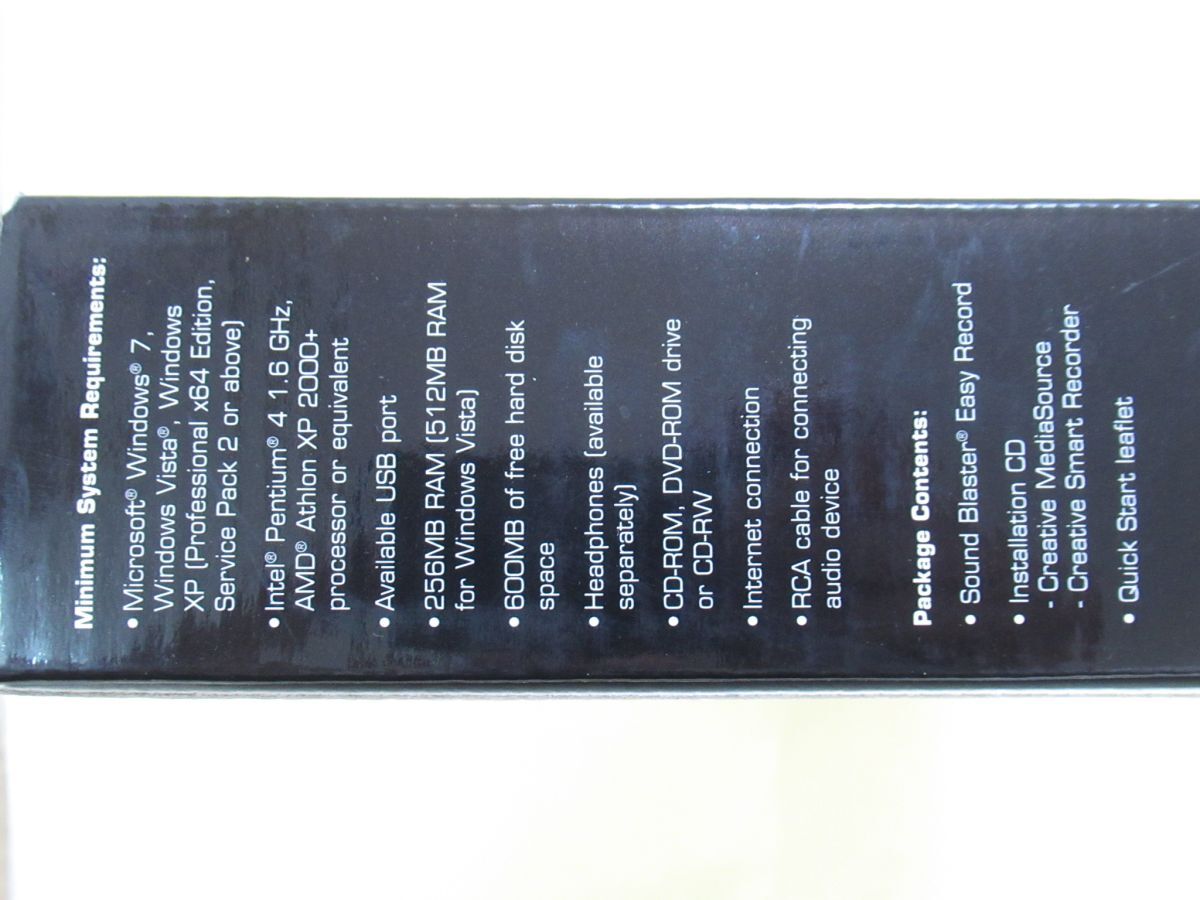 Minimum System Requirements:
• Microsoft® Windows® 7,
Windows Vista®, Windows
XP (Professional x64 Edition,
Service Pack 2 or above)
• Intel® Pentium® 4 1.6 GHz,
AMD® Athlon XP 2000+
processor or equivalent
• Available USB port
• 256MB RAM (512MB RAM
for Windows Vista)
• 600MB of free hard disk
space
• Headphones (available
separately)
• CD-ROM, DVD-ROM drive
or CD-RW
• Internet connection
• RCA cable for connecting
audio device
Package Contents:
• Sound Blaster® Easy Record
• Installation CD
- Creative MediaSource
- Creative Smart Recorder
• Quick Start leaflet